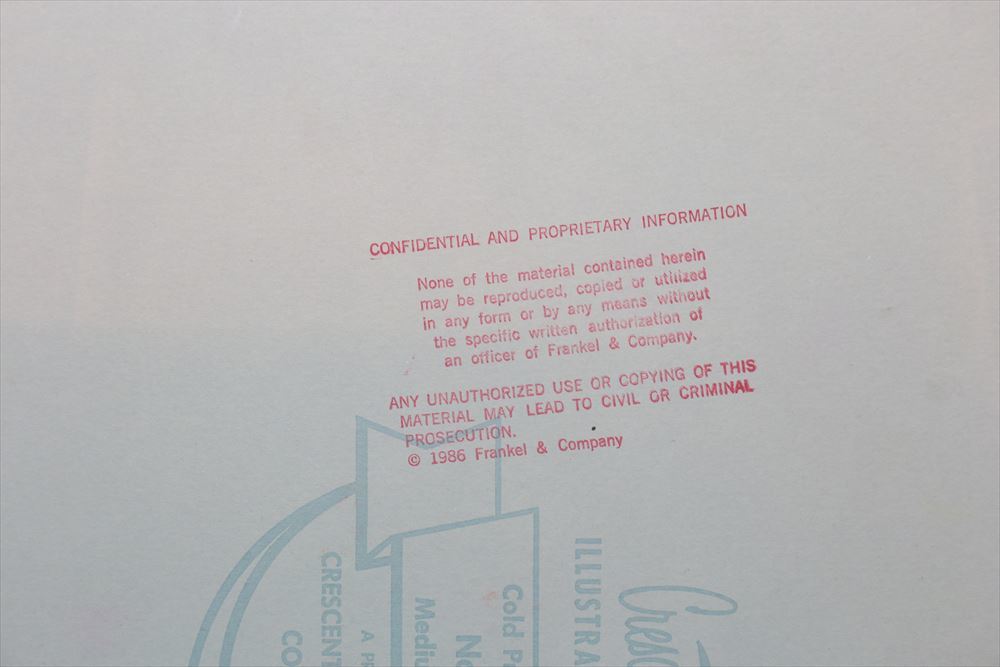 CONFIDENTIAL AND PROPRIETARY INFORMATION
None of the material contained herein
may be reproduced, copied or utilized
in any form or by any means without
the specific written authorization of
an officer of Frankel & Company.
ANY UNAUTHORIZED USE OR COPYING OF THIS
MATERIAL MAY LEAD TO CIVIL OR CRIMINAL
PROSECUTION.
© 1986 Frankel & Company
ILLUSTRA
Cold
CRESCENT
A